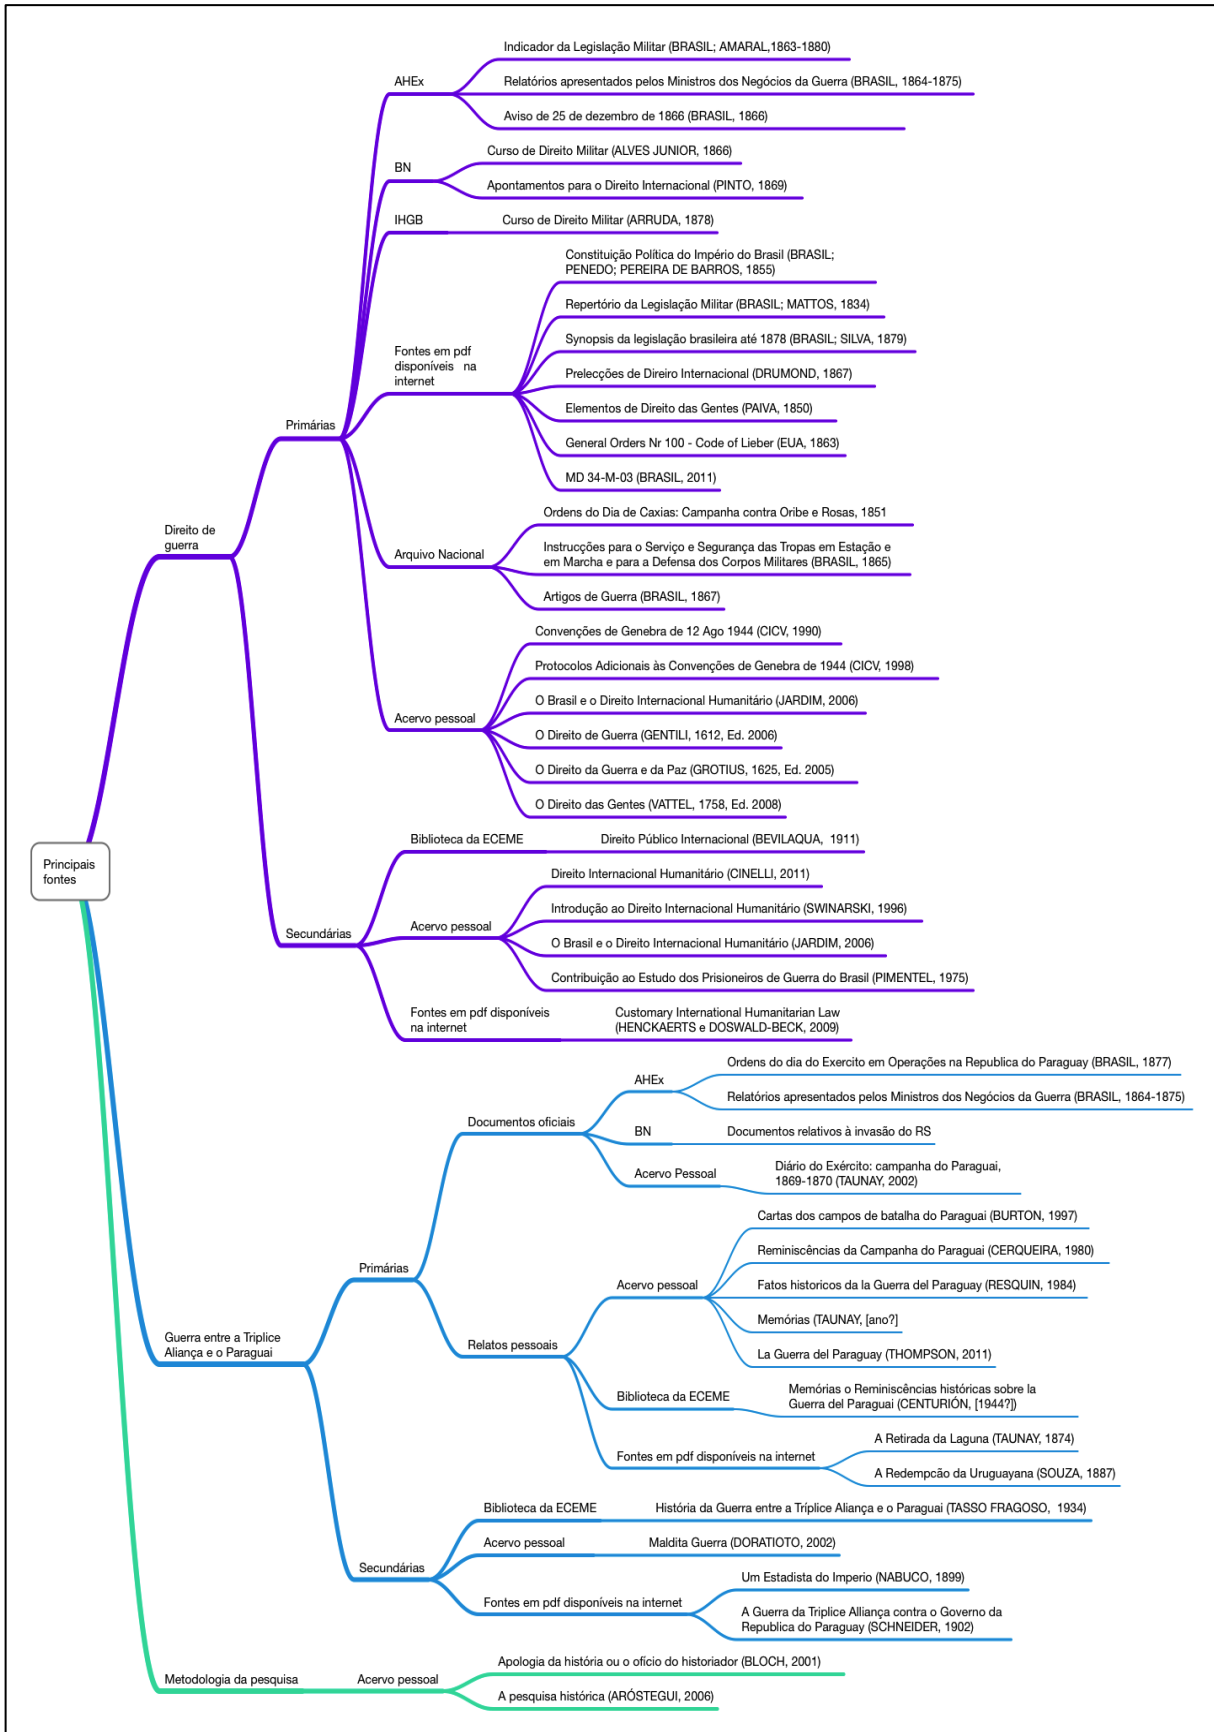 Principais
fontes
Direito de
guerra
Primárias
AHEx
Indicador da Legislação Militar (BRASIL; AMARAL,1863-1880)
Relatórios apresentados pelos Ministros dos Negócios da Guerra (BRASIL, 1864-1875)
Aviso de 25 de dezembro de 1866 (BRASIL, 1866)
BN
Curso de Direito Militar (ALVES JUNIOR, 1866)
Apontamentos para o Direito Internacional (PINTO, 1869)
IHGB
Curso de Direito Militar (ARRUDA, 1878)
Fontes em pdf
disponíveis na
internet
Constituição Política do Império do Brasil (BRASIL;
PENEDO; PEREIRA DE BARROS, 1855)
Repertório da Legislação Militar (BRASIL; MATTOS, 1834)
Synopsis da legislação brasileira até 1878 (BRASIL; SILVA, 1879)
Prelecções de Direiro Internacional (DRUMOND, 1867)
Elementos de Direito das Gentes (PAIVA, 1850)
General Orders Nr 100 - Code of Lieber (EUA, 1863)
MD 34-M-03 (BRASIL, 2011)
Arquivo Nacional
Ordens do Dia de Caxias: Campanha contra Oribe e Rosas, 1851
Instrucções para o Serviço e Segurança das Tropas em Estação e
em Marcha e para a Defensa dos Corpos Militares (BRASIL, 1865)
Artigos de Guerra (BRASIL, 1867)
Acervo pessoal
Convenções de Genebra de 12 Ago 1944 (CICV, 1990)
Protocolos Adicionais às Convenções de Genebra de 1944 (CICV, 1998)
O Brasil e o Direito Internacional Humanitário (JARDIM, 2006)
O Direito de Guerra (GENTILI, 1612, Ed. 2006)
O Direito da Guerra e da Paz (GROTIUS, 1625, Ed. 2005)
O Direito das Gentes (VATTEL, 1758, Ed. 2008)
Secundárias
Biblioteca da ECEME
Direito Público Internacional (BEVILAQUA, 1911)
Acervo pessoal
Direito Internacional Humanitário (CINELLI, 2011)
Introdução ao Direito Internacional Humanitário (SWINARSKI, 1996)
O Brasil e o Direito Internacional Humanitário (JARDIM, 2006)
Contribuição ao Estudo dos Prisioneiros de Guerra do Brasil (PIMENTEL, 1975)
Fontes em pdf disponíveis
na internet
Customary International Humanitarian Law
(HENCKAERTS e DOSWALD-BECK, 2009)
Guerra entre a Triplice
Aliança e o Paraguai
Primárias
Documentos oficiais
AHEx
Ordens do dia do Exercito em Operações na Republica do Paraguay (BRASIL, 1877)
Relatórios apresentados pelos Ministros dos Negócios da Guerra (BRASIL, 1864-1875)
BN
Documentos relativos à invasão do RS
Acervo Pessoal
Diário do Exército: campanha do Paraguai,
1869-1870 (TAUNAY, 2002)
Relatos pessoais
Acervo pessoal
Cartas dos campos de batalha do Paraguai (BURTON, 1997)
Reminiscências da Campanha do Paraguai (CERQUEIRA, 1980)
Fatos historicos da la Guerra del Paraguay (RESQUIN, 1984)
Memórias (TAUNAY, [ano?]
La Guerra del Paraguay (THOMPSON, 2011)
Biblioteca da ECEME
Memórias o Reminiscências históricas sobre la
Guerra del Paraguai (CENTURIÓN, [1944?])
Fontes em pdf disponíveis na internet
A Retirada da Laguna (TAUNAY, 1874)
A Redempcão da Uruguayana (SOUZA, 1887)
Secundárias
Biblioteca da ECEME
História da Guerra entre a Tríplice Aliança e o Paraguai (TASSO FRAGOSO, 1934)
Acervo pessoal
Maldita Guerra (DORATIOTO, 2002)
Fontes em pdf disponíveis na internet
Um Estadista do Imperio (NABUCO, 1899)
A Guerra da Triplice Alliança contra o Governo da
Republica do Paraguay (SCHNEIDER, 1902)
Metodologia da pesquisa
Acervo pessoal
Apologia da história ou o ofício do historiador (BLOCH, 2001)
A pesquisa histórica (ARÓSTEGUI, 2006)